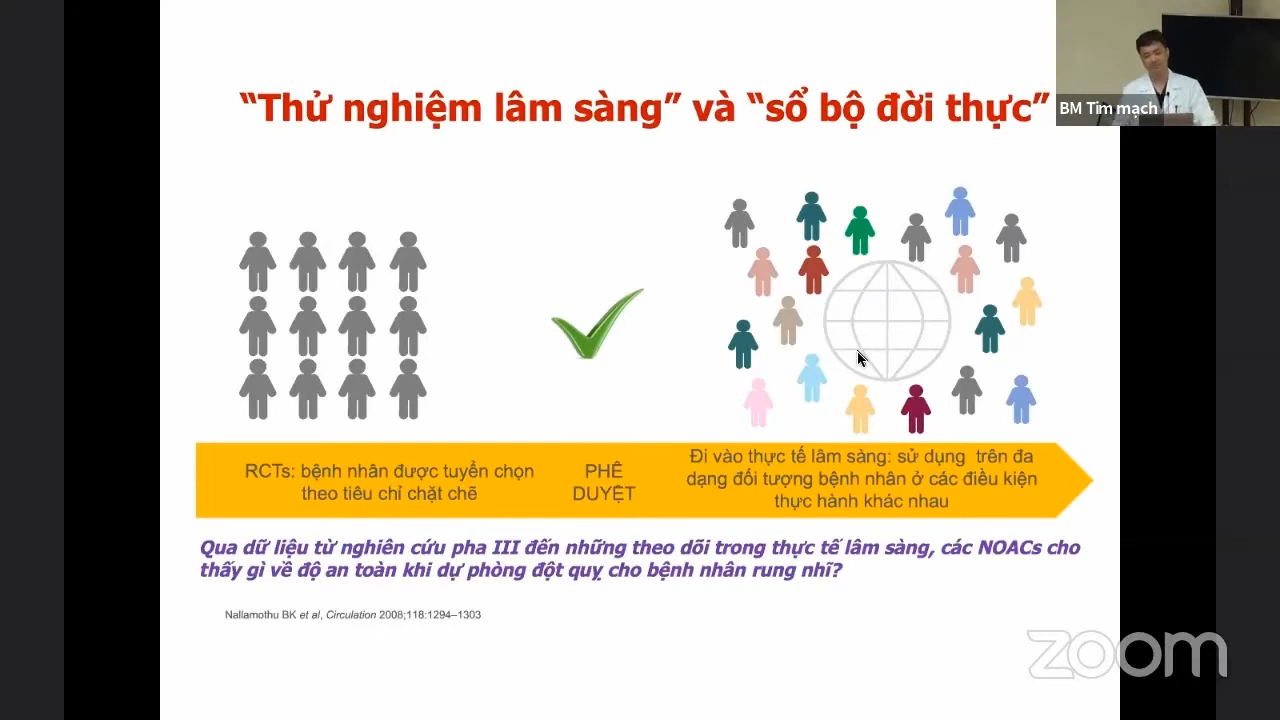 “Thử nghiệm lâm sàng” và “sổ bộ đời thực”
BM Tim mạch
RCTs: bệnh nhân được tuyển chọn
theo tiêu chỉ chặt chẽ
PHÊ
DUYỆT
Đi vào thực tế lâm sàng: sử dụng trên đa
dạng đối tượng bệnh nhân ở các điều kiện
thực hành khác nhau
Qua dữ liệu từ nghiên cứu pha III đến những theo dõi trong thực tế lâm sàng, các NOACs cho
thấy gì về độ an toàn khi dự phòng đột quỵ cho bệnh nhân rung nhĩ?
Nallamothu BK et al, Circulation 2008;118:1294–1303
zoom